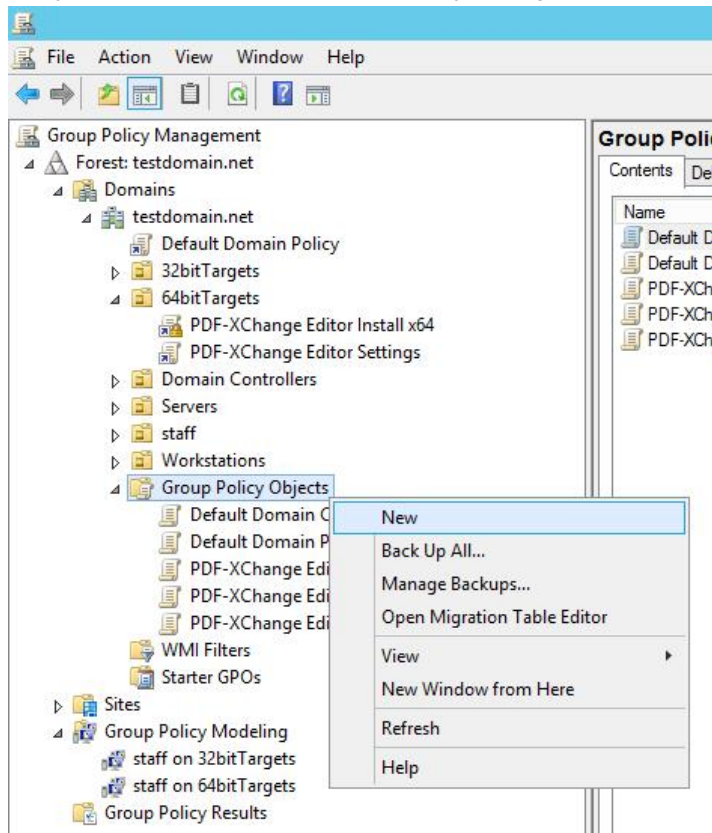 File Action View Window Help
Group Policy Management
Forest: testdomain.net
Domains
testdomain.net
Default Domain Policy
32bitTargets
64bitTargets
PDF-XChange Editor Install x64
PDF-XChange Editor Settings
Domain Controllers
Servers
staff
Workstations
Group Policy Objects
Default Domain C
Default Domain P
PDF-XChange Edi
PDF-XChange Edi
PDF-XChange Edi
WMI Filters
Starter GPOs
Sites
Group Policy Modeling
staff on 32bitTargets
staff on 64bitTargets
Group Policy Results
New
Back Up All...
Manage Backups...
Open Migration Table Editor
View
New Window from Here
Refresh
Help
Group Poli
Contents De
Name
Default D
Default D
PDF-XCh
PDF-XCh
PDF-XCh